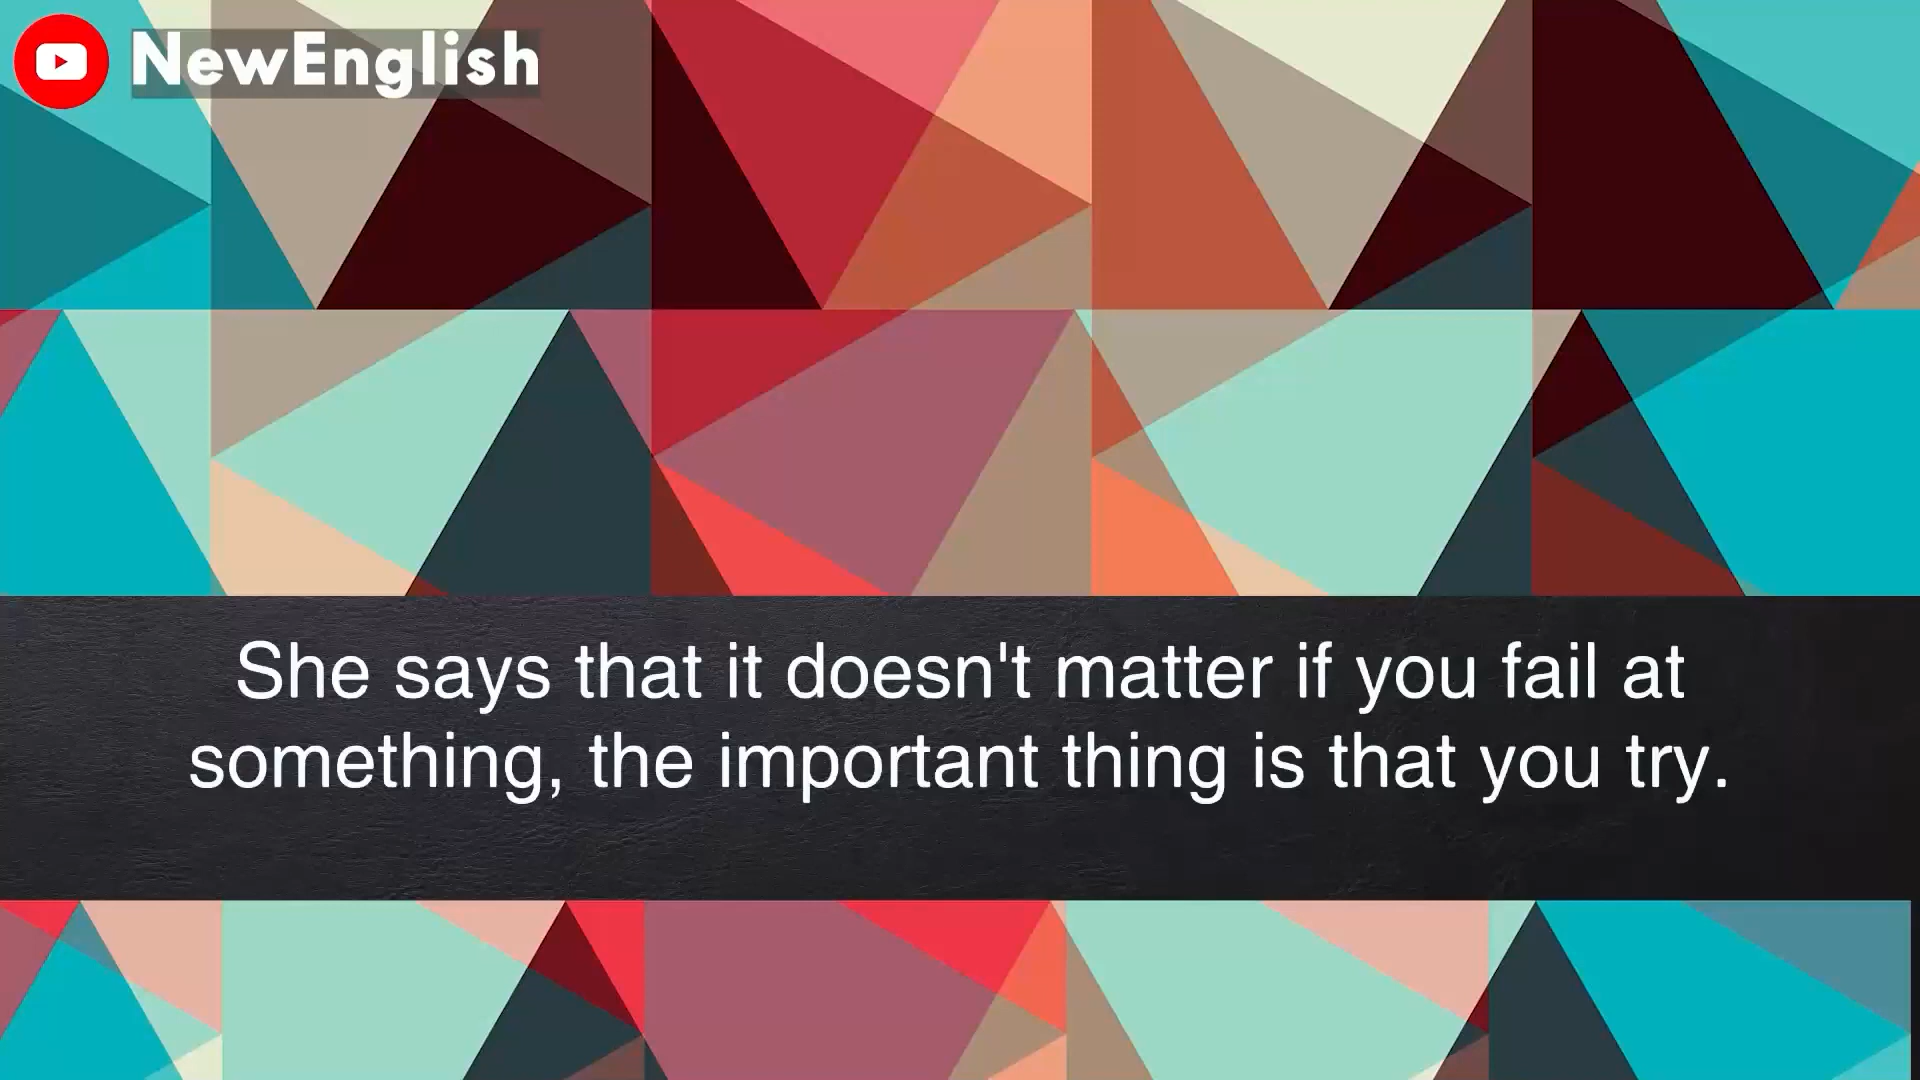 NewEnglish
She says that it doesn't matter if you fail at
something, the important thing is that you try.